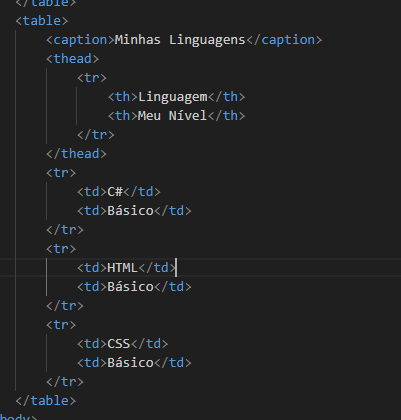 </table>
<table>
<caption>Minhas Linguagens</caption>
<thead>
<tr>
<th>Linguagem</th>
<th>Meu Nível</th>
</tr>
</thead>
<tr>
<td>C#</td>
<td>Básico</td>
</tr>
<tr>
<td>HTML</td>
<td>Básico</td>
</tr>
<tr>
<td>CSS</td>
<td>Básico</td>
</tr>
</table>
body>